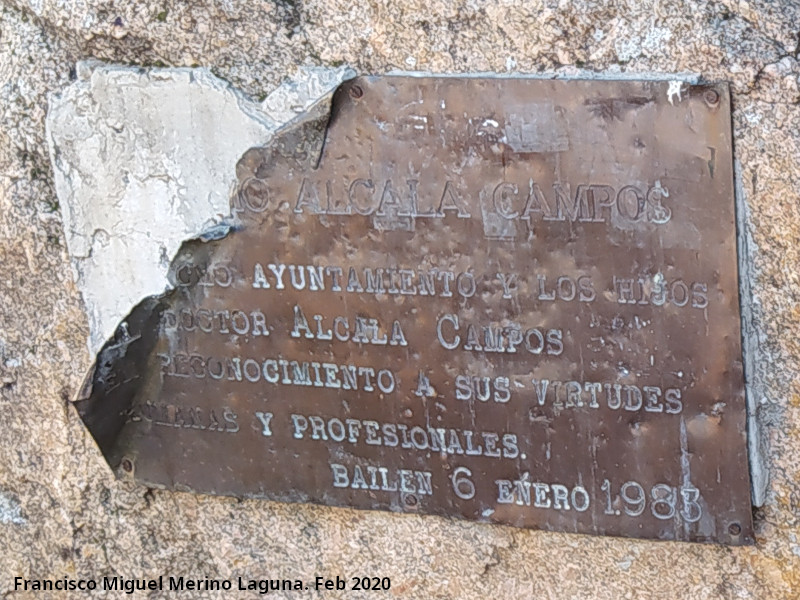 ALCALA CAMPOS
AYUNTAMIENTO Y LOS HIJOS
DOCTOR ALCALA CAMPOS
RECONOCIMIENTO A SUS VIRTUDES
Y PROFESIONALES.
BAILEN 6 ENERO 1983
Francisco Miguel Merino Laguna. Feb 2020